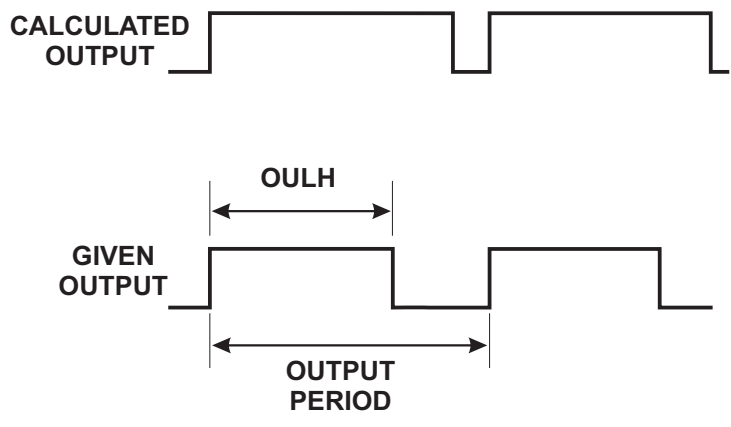 CALCULATED
OUTPUT
OULH
GIVEN
OUTPUT
OUTPUT
PERIOD